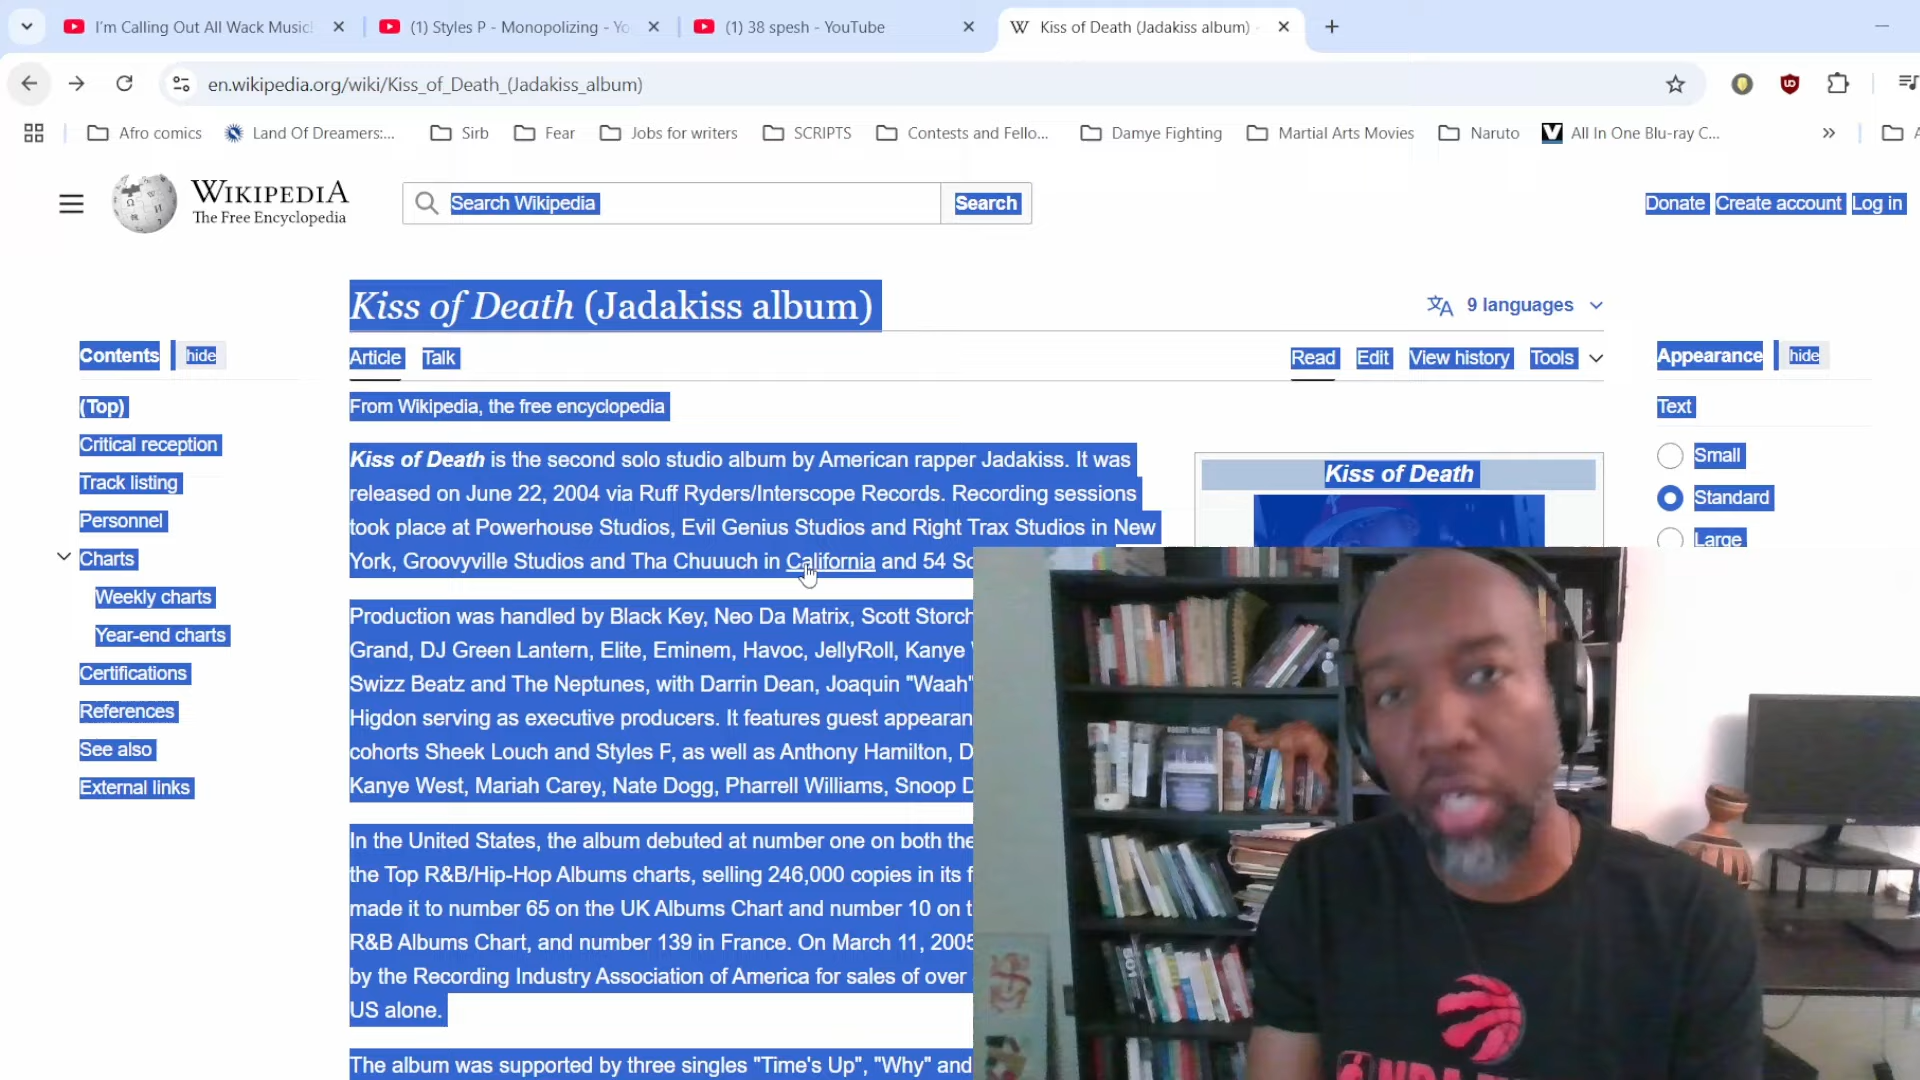 I'm Calling Out All Wack Music!
(1) Styles P - Monopolizing - Yo
(1) 38 spesh - YouTube
Kiss of Death (Jadakiss album)
en.wikipedia.org/wiki/Kiss_of_Death_(Jadakiss_album)
Afro comics
Land Of Dreamers:...
Sirb
Fear
Jobs for writers
SCRIPTS
Contests and Fello...
Damye Fighting
Martial Arts Movies
Naruto
All In One Blu-ray C...
WIKIPEDIA
The Free Encyclopedia
Search Wikipedia
Search
Donate
Create account
Log in
Kiss of Death (Jadakiss album)
9 languages
Contents
hide
Article
Talk
Read
Edit
View history
Tools
Appearance
hide
(Top)
Critical reception
Track listing
Personnel
Charts
Weekly charts
Year-end charts
Certifications
References
See also
External links
From Wikipedia, the free encyclopedia
Kiss of Death is the second solo studio album by American rapper Jadakiss. It was
released on June 22, 2004 via Ruff Ryders/Interscope Records. Recording sessions
took place at Powerhouse Studios, Evil Genius Studios and Right Trax Studios in New
York, Groovyville Studios and Tha Chuuuch in California and 54 So
Production was handled by Black Key, Neo Da Matrix, Scott Storch
Grand, DJ Green Lantern, Elite, Eminem, Havoc, JellyRoll, Kanye
Swizz Beatz and The Neptunes, with Darrin Dean, Joaquin "Waah"
Higdon serving as executive producers. It features guest appearan
cohorts Sheek Louch and Styles P, as well as Anthony Hamilton, D
Kanye West, Mariah Carey, Nate Dogg, Pharrell Williams, Snoop D
In the United States, the album debuted at number one on both the
the Top R&B/Hip-Hop Albums charts, selling 246,000 copies in its f
made it to number 65 on the UK Albums Chart and number 10 on t
R&B Albums Chart, and number 139 in France. On March 11, 2005
by the Recording Industry Association of America for sales of over
US alone.
The album was supported by three singles "Time's Up", "Why" and
Kiss of Death
Text
Small
Standard
Large